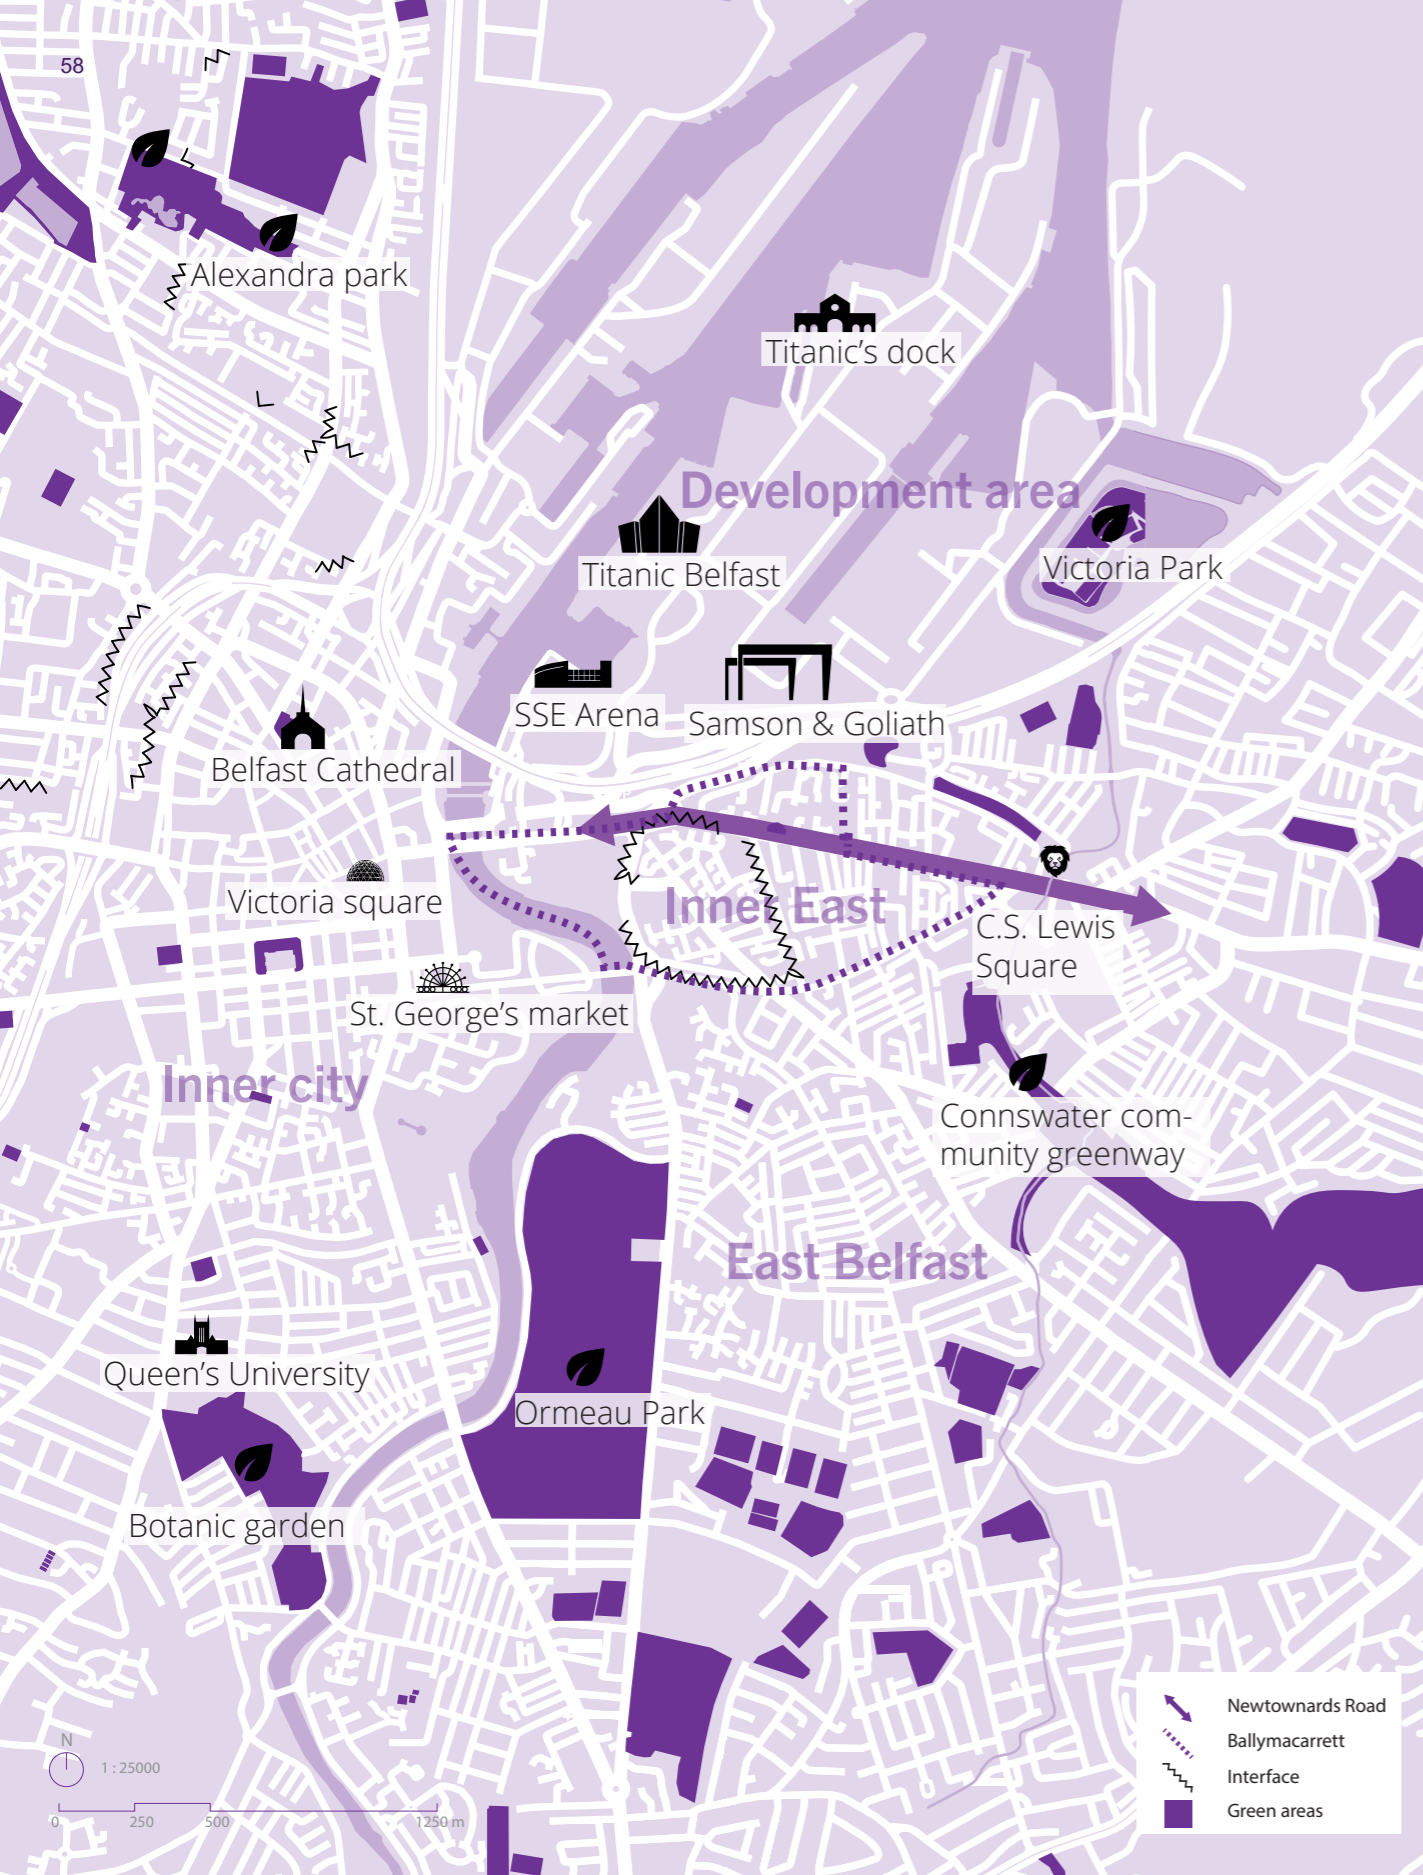 58
Alexandra park
Titanic's dock
Development area
Titanic Belfast
Victoria Park
SSE Arena
Samson & Goliath
Belfast Cathedral
Victoria square
Inner East
C.S. Lewis
Square
St. George's market
Inner city
Connswater com-
munity greenway
East Belfast
Queen's University
Ormeau Park
Botanic garden
N
1 : 25000
0 250 500 1250 m
Newtownards Road
Ballymacarrett
Interface
Green areas